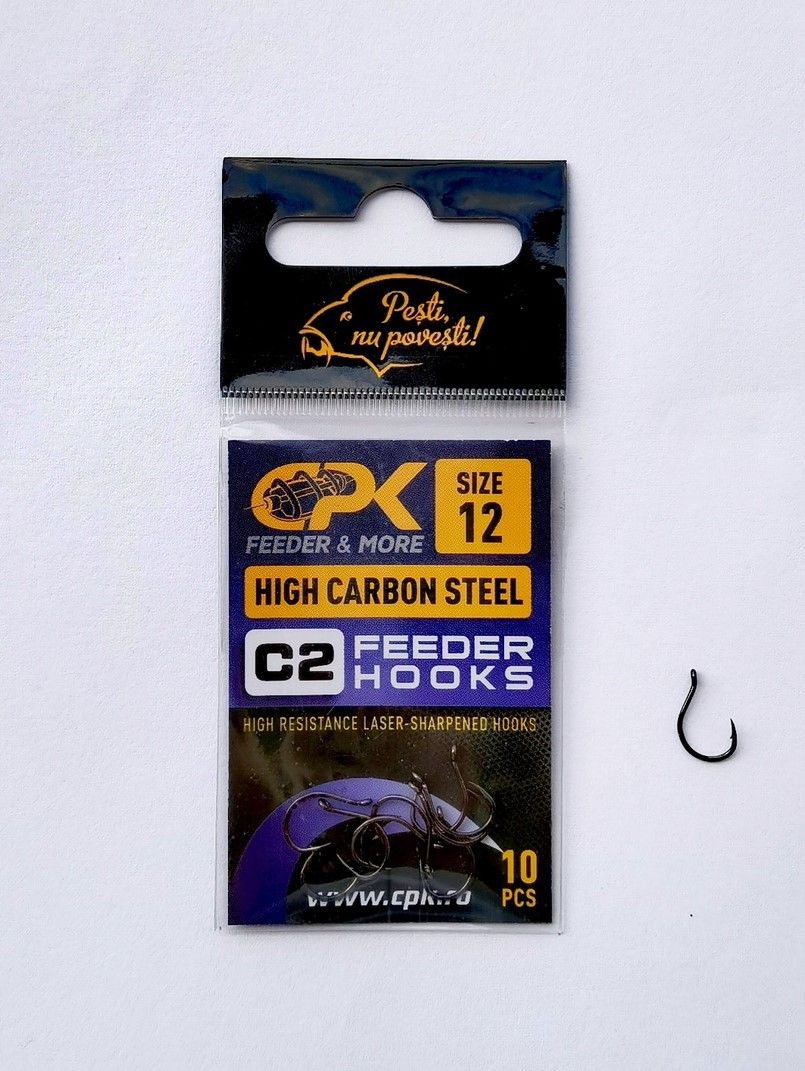 Pești,
nu povești!
CPK
FEEDER & MORE
SIZE
12
HIGH CARBON STEEL
C2
FEEDER
HOOKS
HIGH RESISTANCE LASER-SHARPENED HOOKS
10
PCS
www.cpk.ro